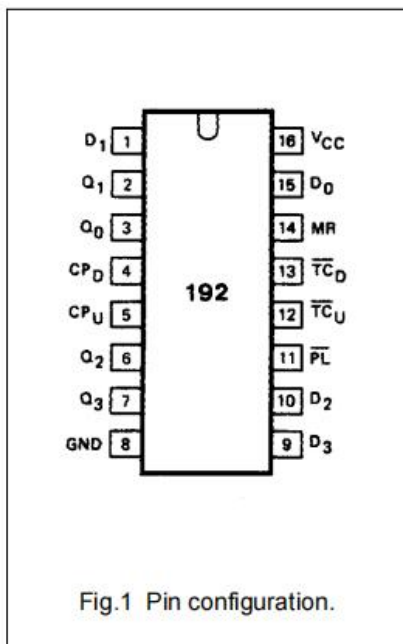 D1 1 16 VCC
Q1 2 15 D0
Q0 3 14 MR
CPD 4 13 TCD
192
CPU 5 12 TCU
Q2 6 11 PL
Q3 7 10 D2
GND 8 9 D3
Fig.1 Pin configuration.